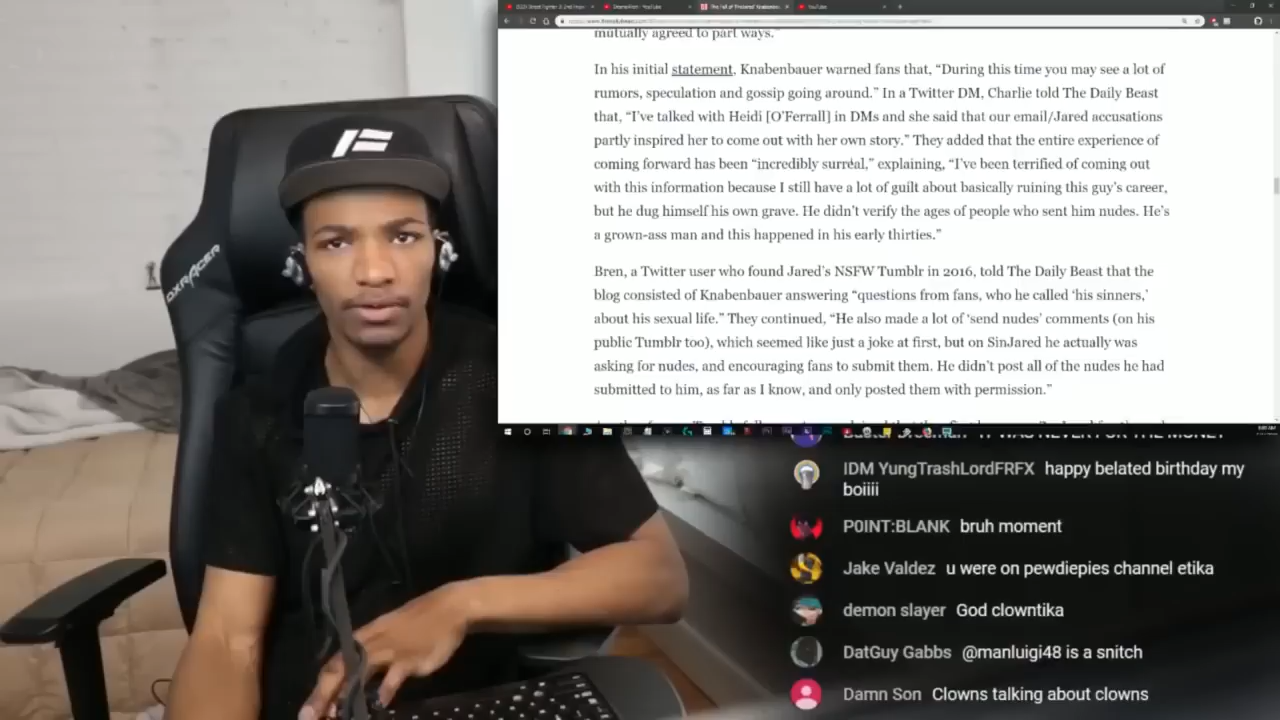 DramaAlert - YouTube
YouTube
mutually agreed to part ways."
In his initial statement, Knabenbauer warned fans that, “During this time you may see a lot of
rumors, speculation and gossip going around.” In a Twitter DM, Charlie told The Daily Beast
that, “I’ve talked with Heidi [O’Ferrall] in DMs and she said that our email/Jared accusations
partly inspired her to come out with her own story.” They added that the entire experience of
coming forward has been “incredibly surreal,” explaining, “I’ve been terrified of coming out
with this information because I still have a lot of guilt about basically ruining this guy’s career,
but he dug himself his own grave. He didn’t verify the ages of people who sent him nudes. He’s
a grown-ass man and this happened in his early thirties.”
Bren, a Twitter user who found Jared’s NSFW Tumblr in 2016, told The Daily Beast that the
blog consisted of Knabenbauer answering “questions from fans, who he called ‘his sinners,’
about his sexual life.” They continued, “He also made a lot of ‘send nudes’ comments (on his
public Tumblr too), which seemed like just a joke at first, but on SinJared he actually was
asking for nudes, and encouraging fans to submit them. He didn’t post all of the nudes he had
submitted to him, as far as I know, and only posted them with permission.”
DXRACER
IT WAS NEVER FOR THE MONEY
IDM YungTrashLordFRFX happy belated birthday my
boiiii
P0INT:BLANK bruh moment
Jake Valdez u were on pewdiepies channel etika
demon slayer God clowntika
DatGuy Gabbs @manluigi48 is a snitch
Damn Son Clowns talking about clowns